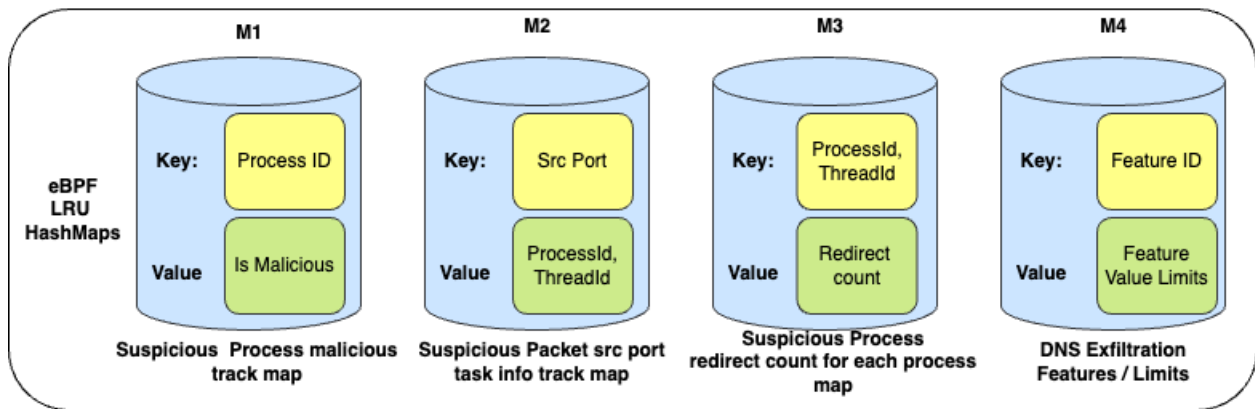 M1
M2
M3
M4
eBPF
LRU
HashMaps
Key:
Process ID
Value
Is Malicious
Suspicious Process malicious
track map
Key:
Src Port
Value
ProcessId,
ThreadId
Suspicious Packet src port
task info track map
Key:
ProcessId,
ThreadId
Value
Redirect
count
Suspicious Process
redirect count for each process
map
Key:
Feature ID
Value
Feature
Value Limits
DNS Exfiltration
Features / Limits